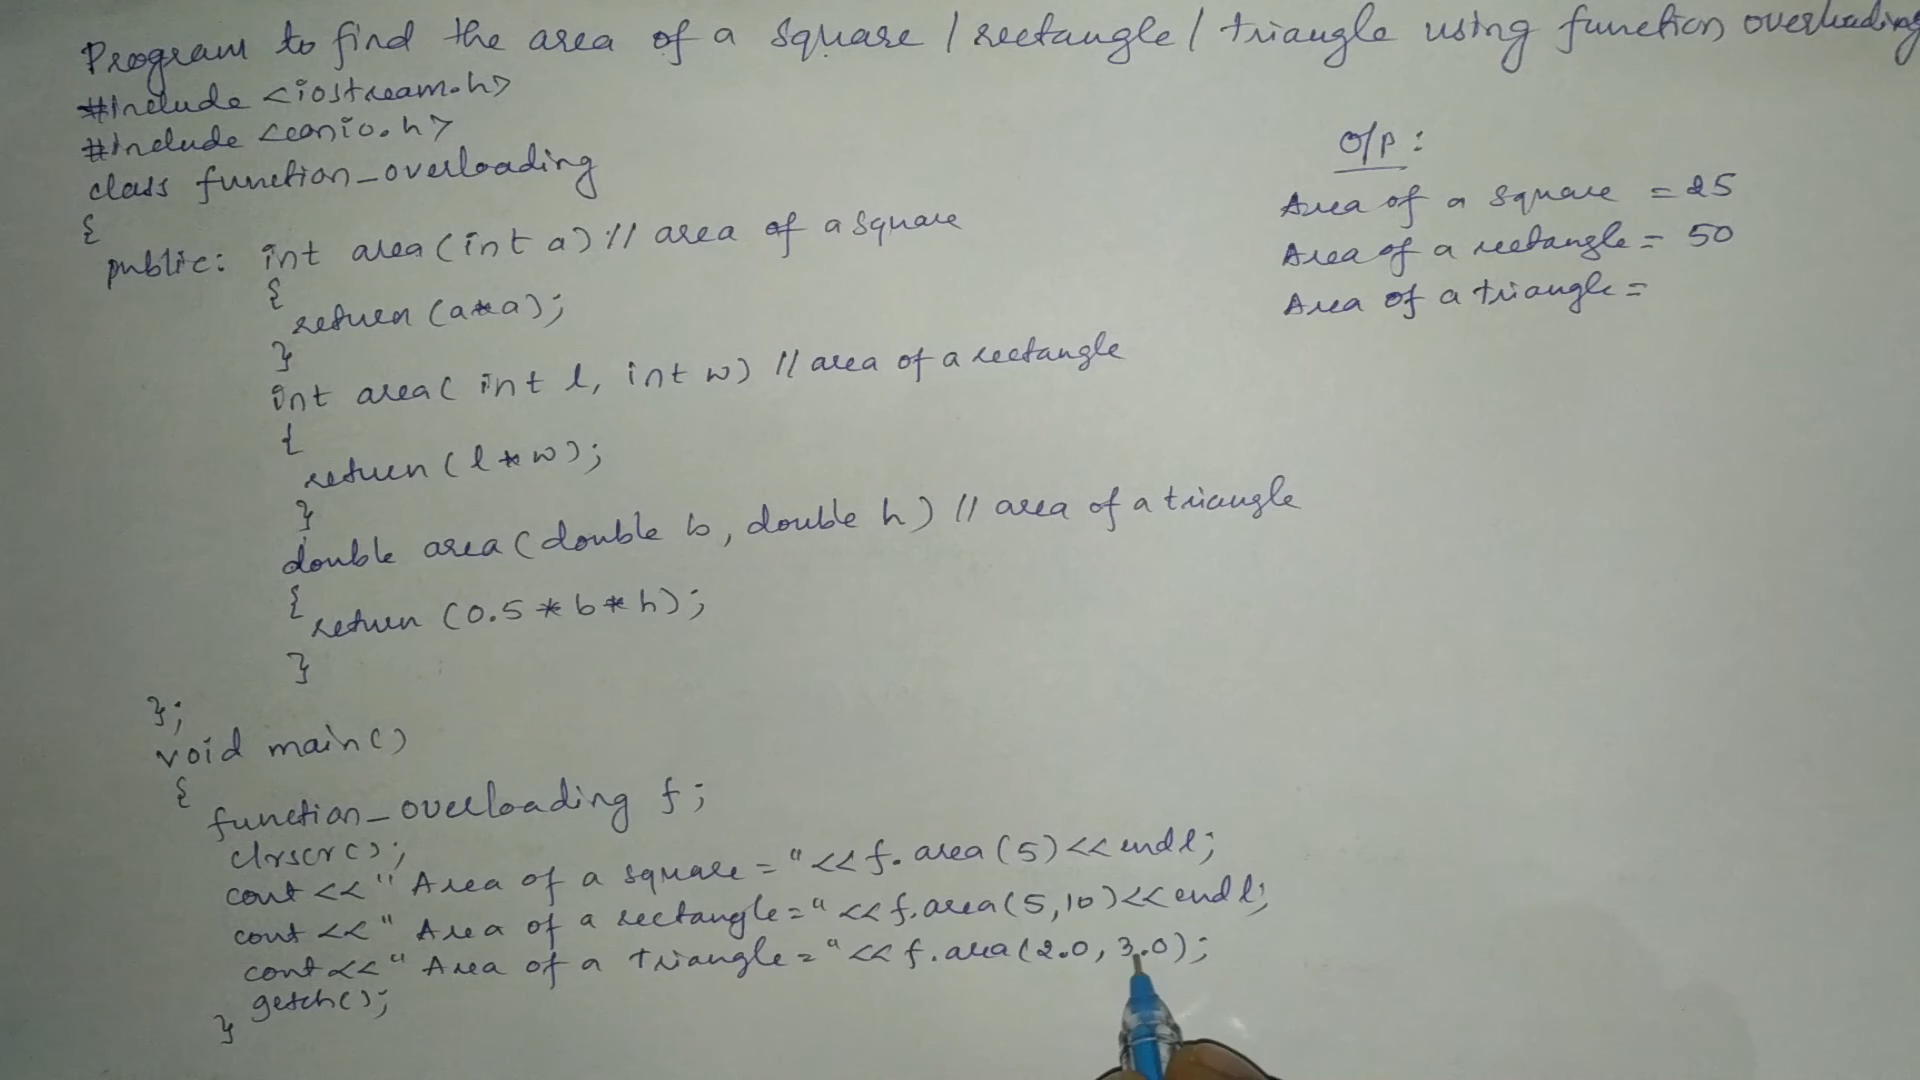 Program to find the area of a square / rectangle / triangle using function overloading
#include <iostream.h>
#include <conio.h>
class function_overloading
{
public: int area(int a) // area of a square
{
return (a*a);
}
int area( int l, int w) // area of a rectangle
{
return (l*w);
}
double area (double b, double h) // area of a triangle
{
return (0.5*b*h);
}
};
void main()
{
function_overloading f;
clrscr();
cout <<" Area of a square = "<< f. area (5) << endl;
cout <<" Area of a rectangle = "<< f.area(5,10)<< endl;
cout <<" Area of a triangle = "<< f. area (2.0, 3.0);
getch();
}
O/P:
Area of a square = 25
Area of a rectangle = 50
Area of a triangle =